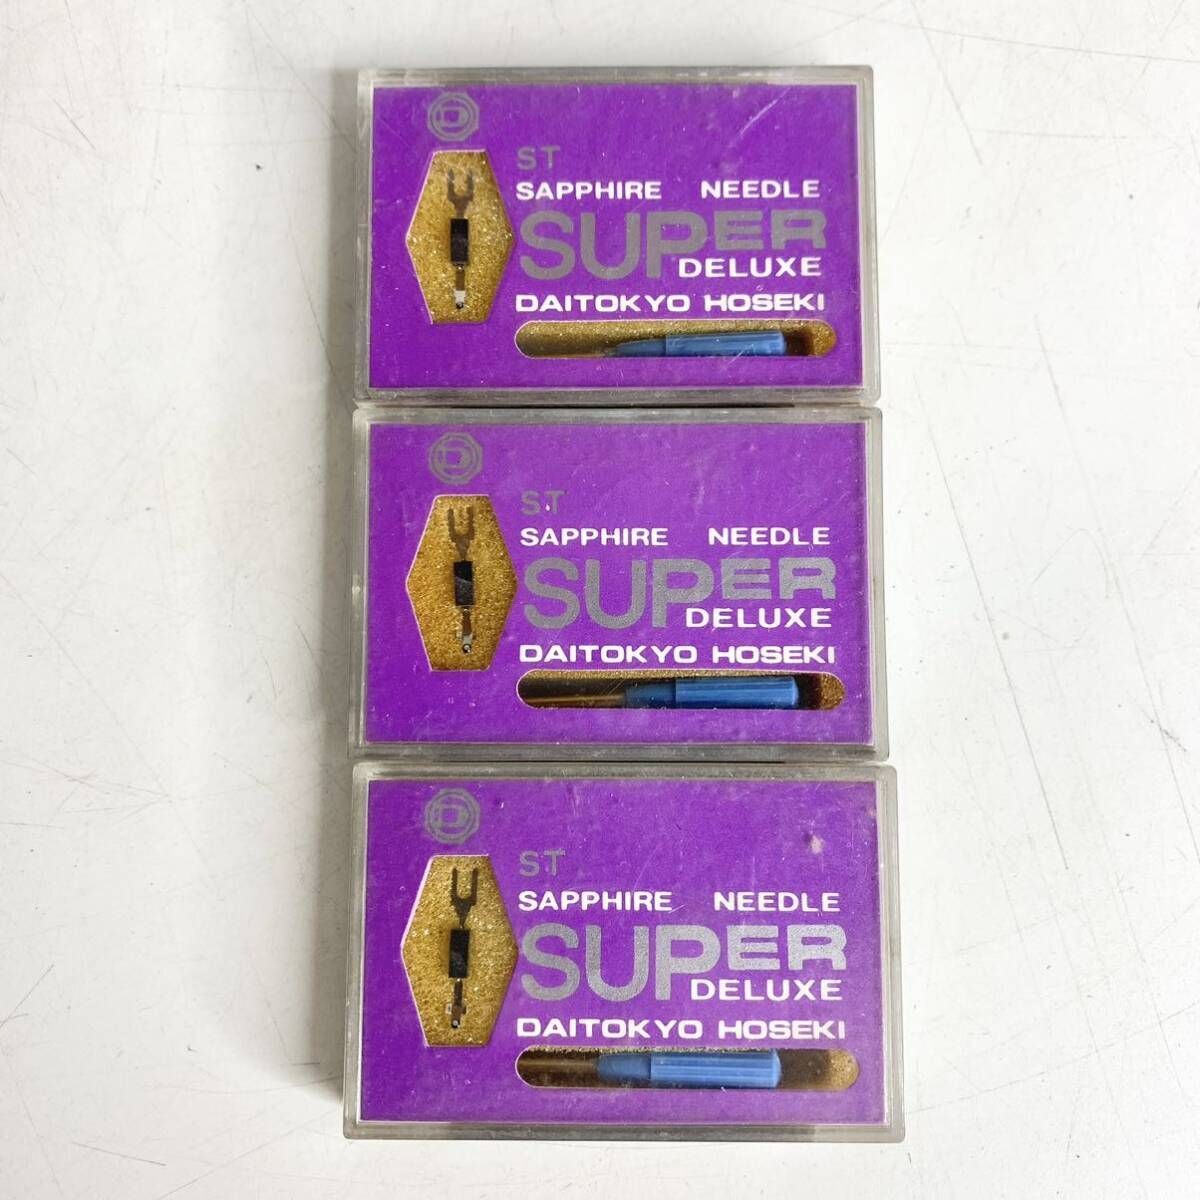 ST
SAPPHIRE NEEDLE
SUPER
DELUXE
DAITOKYO HOSEKI
ST
SAPPHIRE NEEDLE
SUPER
DELUXE
DAITOKYO HOSEKI
ST
SAPPHIRE NEEDLE
SUPER
DELUXE
DAITOKYO HOSEKI